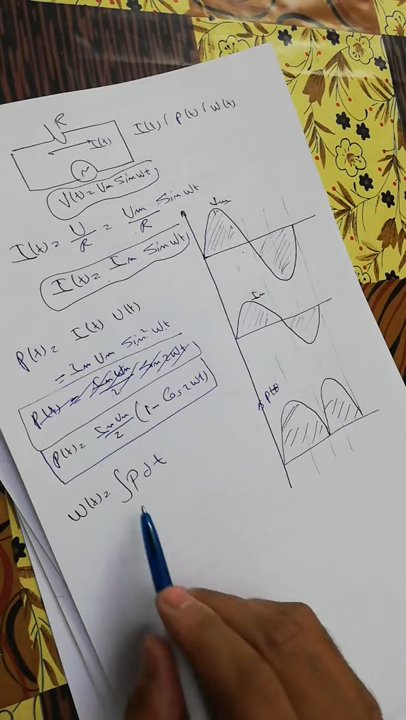 R
I(t) / P(t) / W(t)
I(t)
V(t) = Vm Sin wt
I(t) = V/R = Vm/R Sin wt
I(t) = Im Sin wt
P(t) = I(t) V(t)
= Im Vm Sin² wt
P(t) = Im Vm/2 (1 - Cos 2wt)
W(t) = ∫P dt
Vm
Im
P(t)